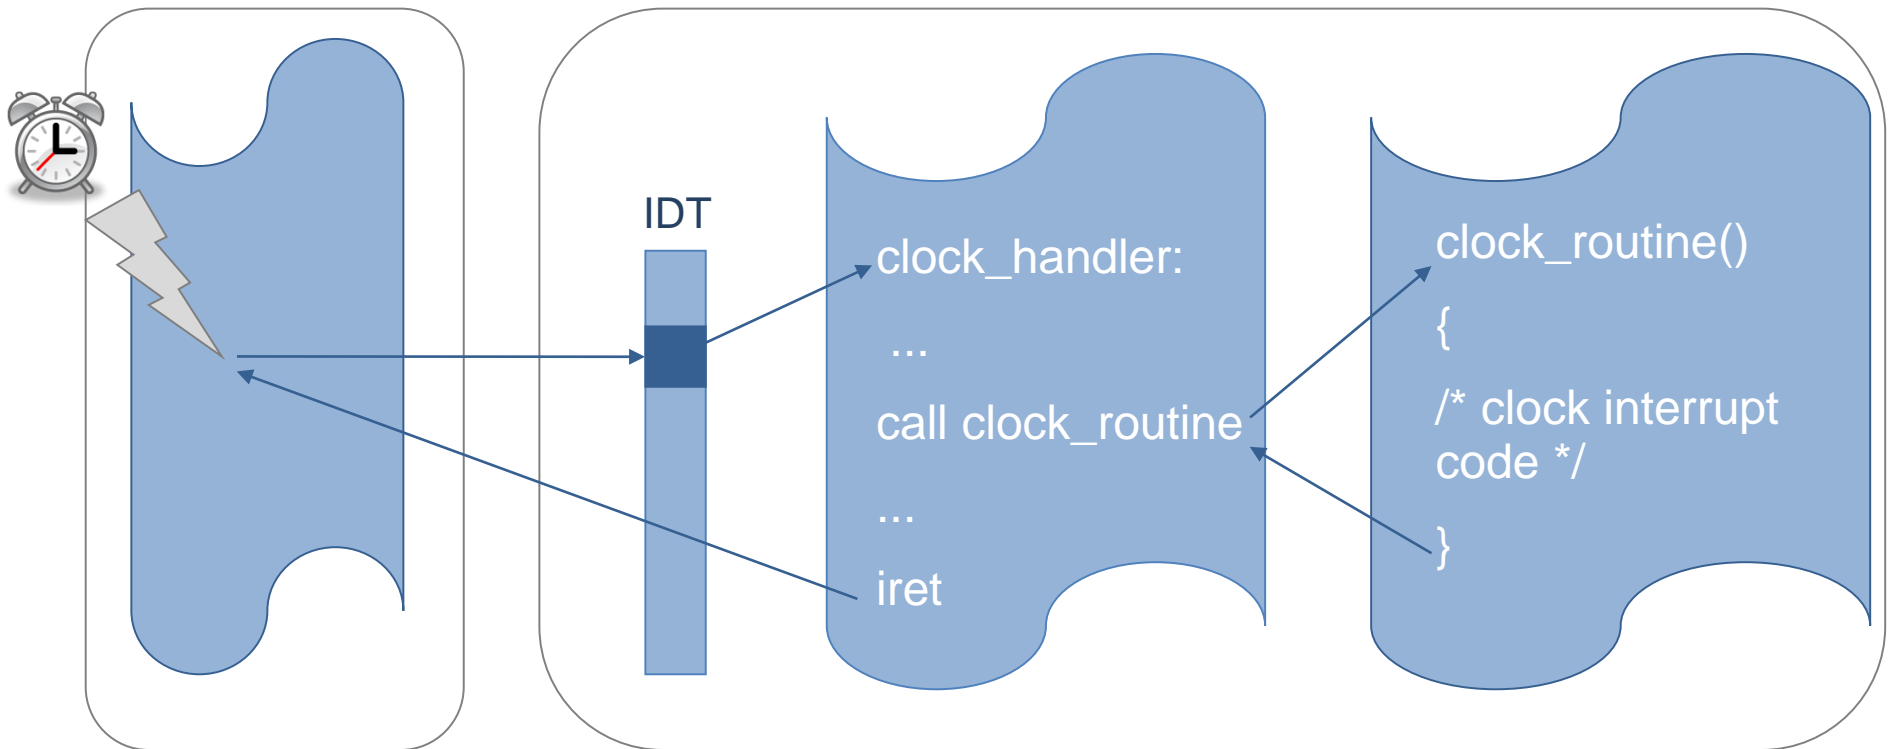 IDT
clock_handler:
...
call clock_routine
...
iret
clock_routine()
{
/* clock interrupt
code */
}